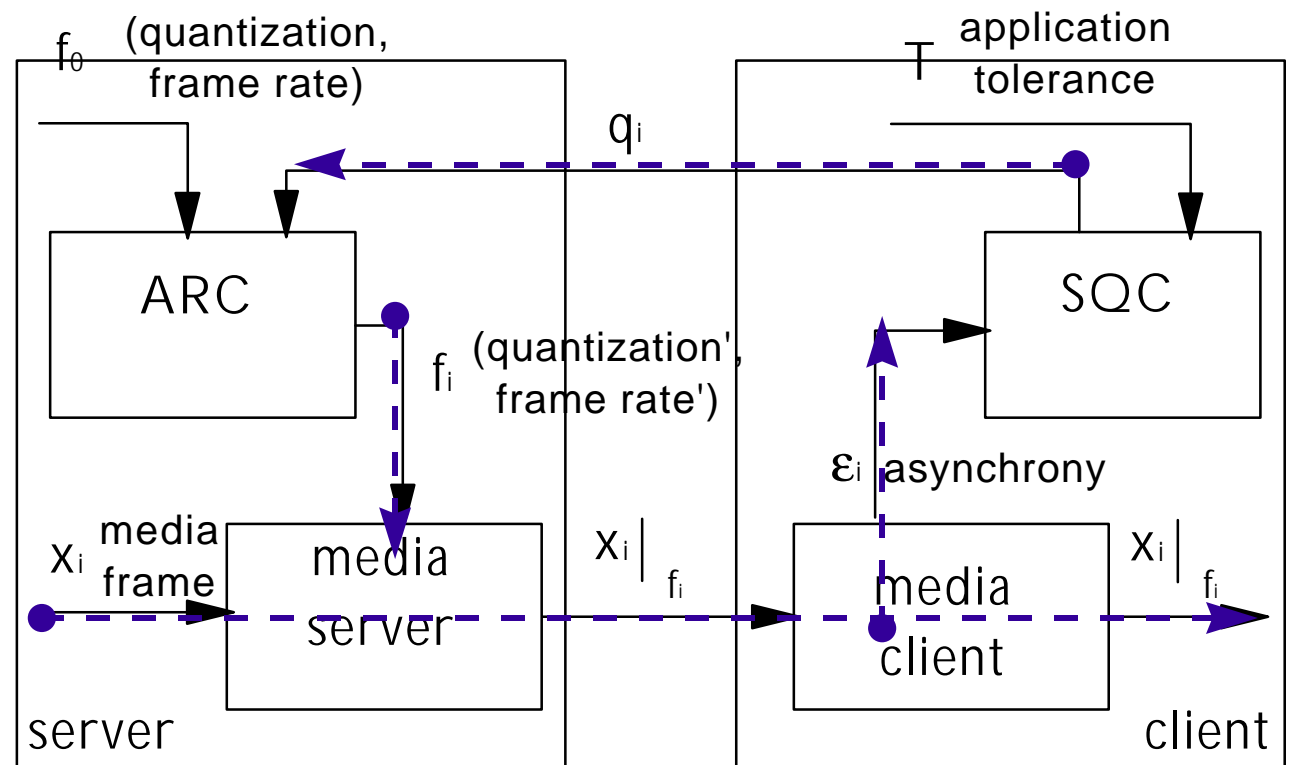 f0 (quantization,
frame rate)
T application
tolerance
qi
ARC
SQC
fi (quantization',
frame rate')
εi asynchrony
xi media
frame
media
server
xi| fi
media
client
xi| fi
server
client